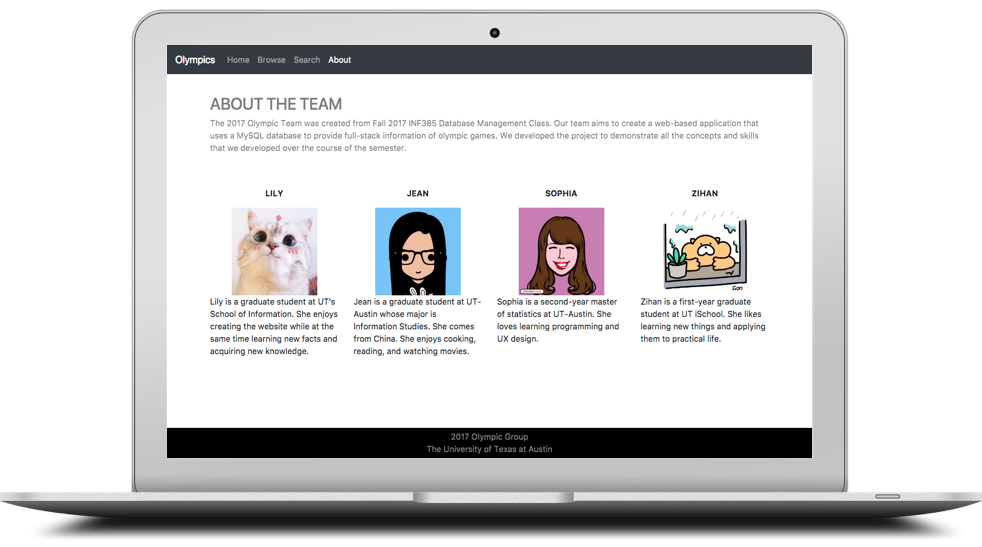 Olympics Home Browse Search About
ABOUT THE TEAM
The 2017 Olympic Team was created from Fall 2017 INF385 Database Management Class. Our team aims to create a web-based application that
uses a MySQL database to provide full-stack information of olympic games. We developed the project to demonstrate all the concepts and skills
that we developed over the course of the semester.
LILY
Lily is a graduate student at UT's
School of Information. She enjoys
creating the website while at the
same time learning new facts and
acquiring new knowledge.
JEAN
Jean is a graduate student at UT-
Austin whose major is
Information Studies. She comes
from China. She enjoys cooking,
reading, and watching movies.
SOPHIA
Sophia is a second-year master
of statistics at UT-Austin. She
loves learning programming and
UX design.
ZIHAN
Zihan is a first-year graduate
student at UT iSchool. She likes
learning new things and applying
them to practical life.
2017 Olympic Group
The University of Texas at Austin